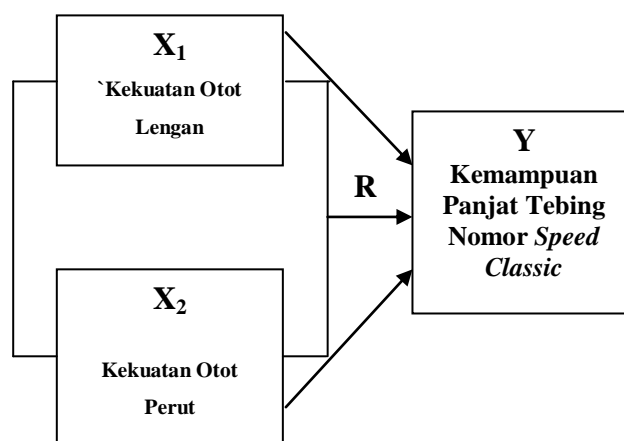 X1
`Kekuatan Otot
Lengan
R
Y
Kemampuan
Panjat Tebing
Nomor Speed
Classic
X2
Kekuatan Otot
Perut